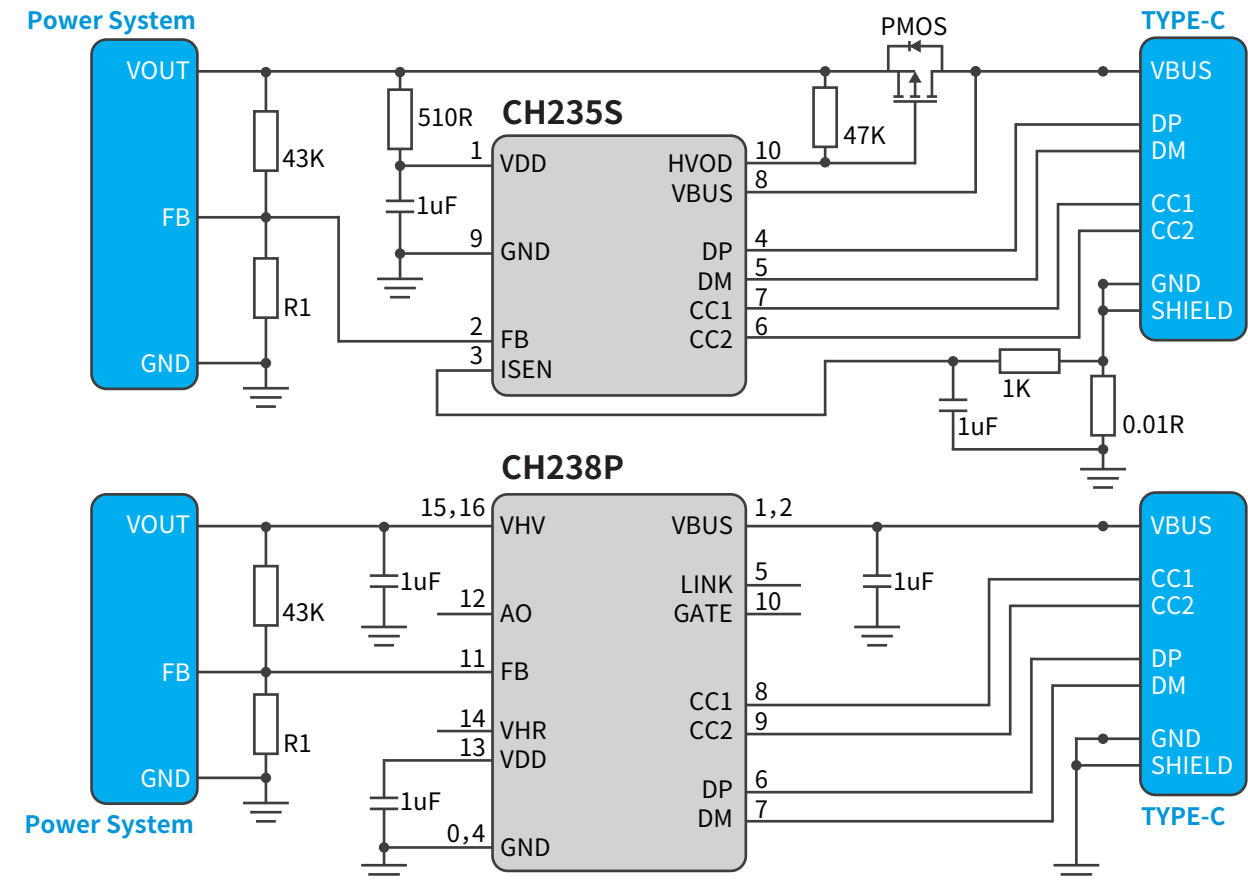 Power System
TYPE-C
PMOS
VOUT
VBUS
510R
CH235S
47K
DP
DM
43K
1
VDD
HVOD
10
8
VBUS
1uF
CC1
CC2
FB
9
GND
DP
4
DM
5
GND
R1
CC1
7
SHIELD
CC2
6
2
FB
3
ISEN
GND
1K
1uF
0.01R
CH238P
VOUT
15,16
VHV
VBUS
1,2
VBUS
1uF
LINK
5
1uF
CC1
CC2
43K
12
AO
GATE
10
FB
11
FB
DP
DM
CC1
8
14
VHR
CC2
9
R1
13
VDD
GND
SHIELD
GND
1uF
DP
6
DM
7
Power System
0,4
GND
TYPE-C